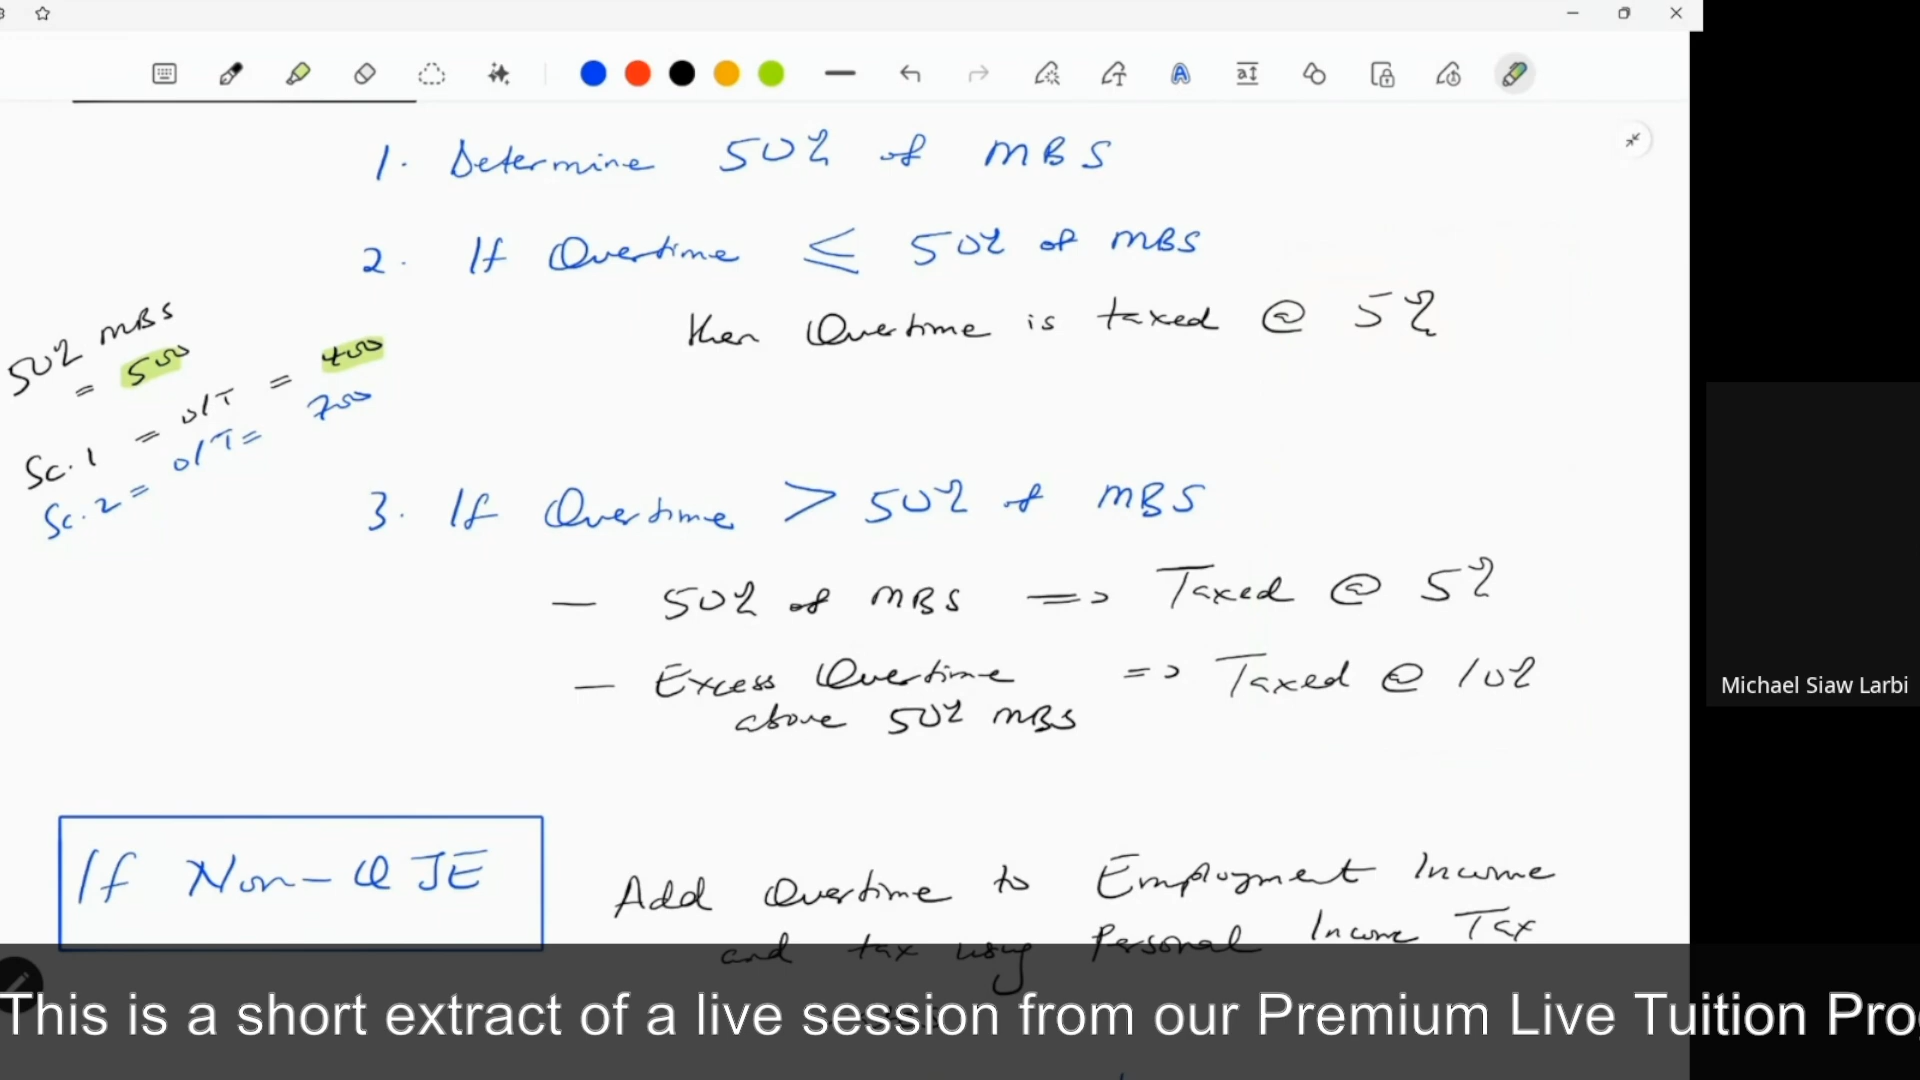 1. Determine 50% of MBS
2. If Overtime ≤ 50% of MBS
then Overtime is taxed @ 5%
50% MBS
= 500
Sc. 1 = O/T = 400
Sc. 2 = O/T = 700
3. If Overtime > 50% of MBS
— 50% of MBS => Taxed @ 5%
— Excess Overtime => Taxed @ 10%
above 50% MBS
Michael Siaw Larbi
If Non-QJE
Add Overtime to Employment Income
and tax using Personal Income Tax
This is a short extract of a live session from our Premium Live Tuition Pro